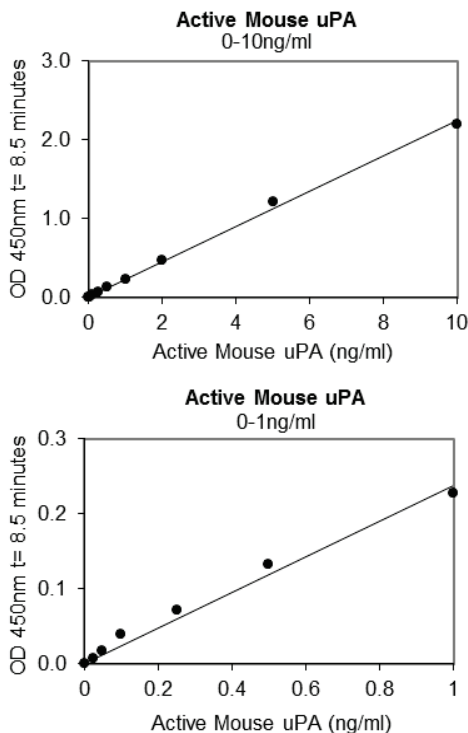 Active Mouse uPA
0-10ng/ml
OD 450nm t= 8.5 minutes
3.0
2.0
1.0
0.0
0 2 4 6 8 10
Active Mouse uPA (ng/ml)
Active Mouse uPA
0-1ng/ml
OD 450nm t= 8.5 minutes
0.3
0.2
0.1
0.0
0 0.2 0.4 0.6 0.8 1
Active Mouse uPA (ng/ml)